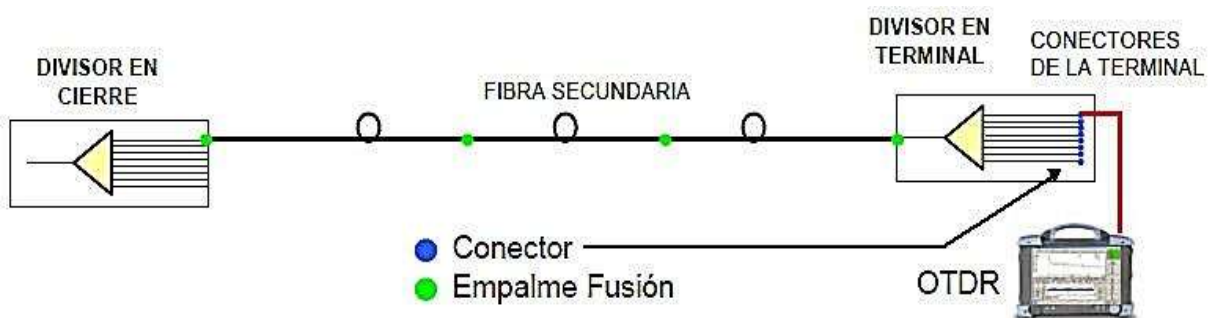 DIVISOR EN
CIERRE
FIBRA SECUNDARIA
DIVISOR EN
TERMINAL
CONECTORES
DE LA TERMINAL
Conector
Empalme Fusión
OTDR